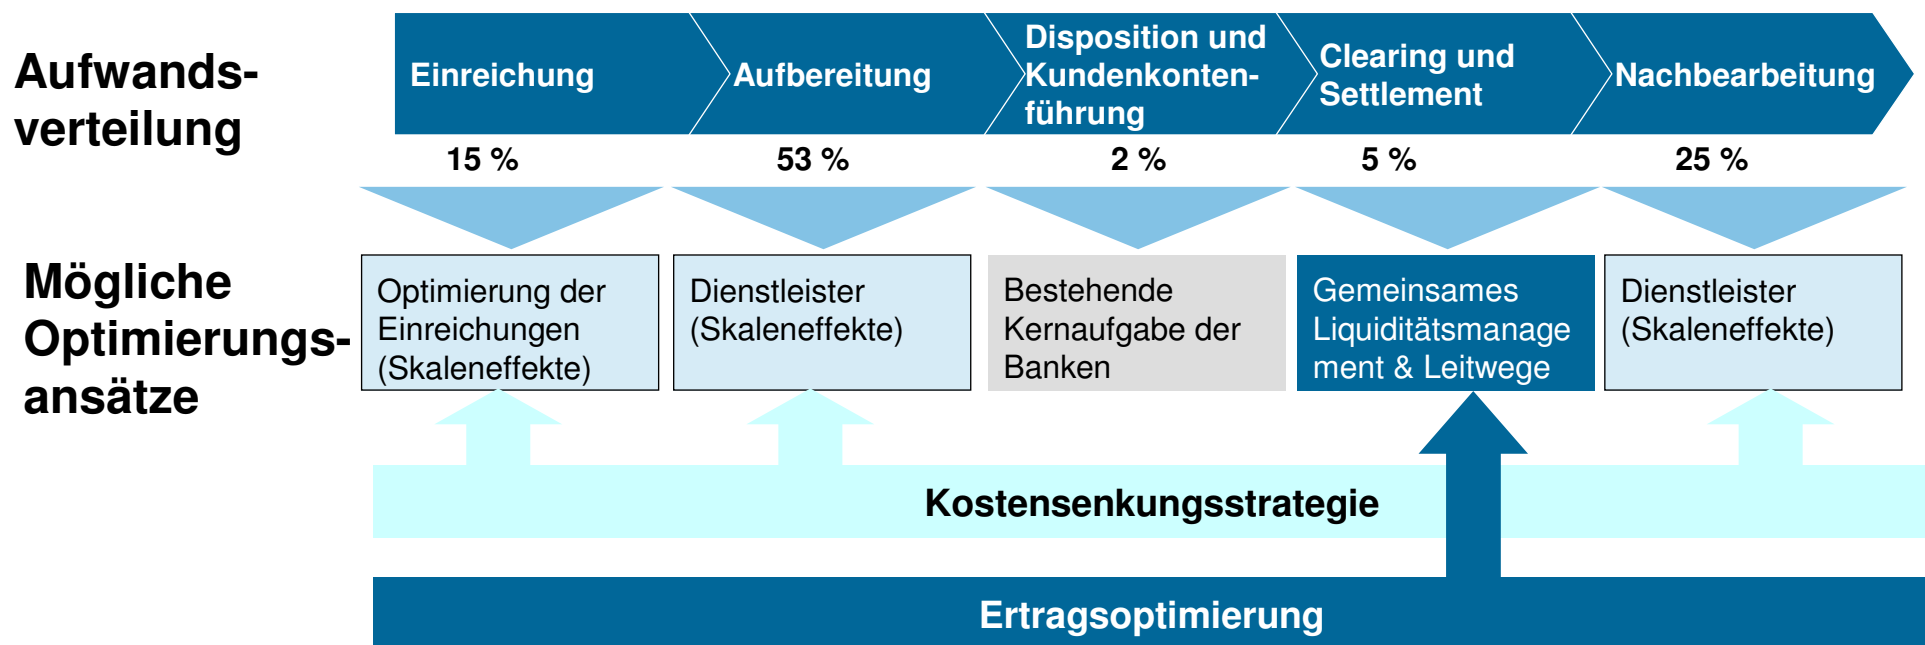 Aufwands-
verteilung
Einreichung
Aufbereitung
Disposition und
Kundenkonten-
führung
Clearing und
Settlement
Nachbearbeitung
15 %
53 %
2 %
5 %
25 %
Mögliche
Optimierungs-
ansätze
Optimierung der
Einreichungen
(Skaleneffekte)
Dienstleister
(Skaleneffekte)
Bestehende
Kernaufgabe der
Banken
Gemeinsames
Liquiditätsmanage
ment & Leitwege
Dienstleister
(Skaleneffekte)
Kostensenkungsstrategie
Ertragsoptimierung